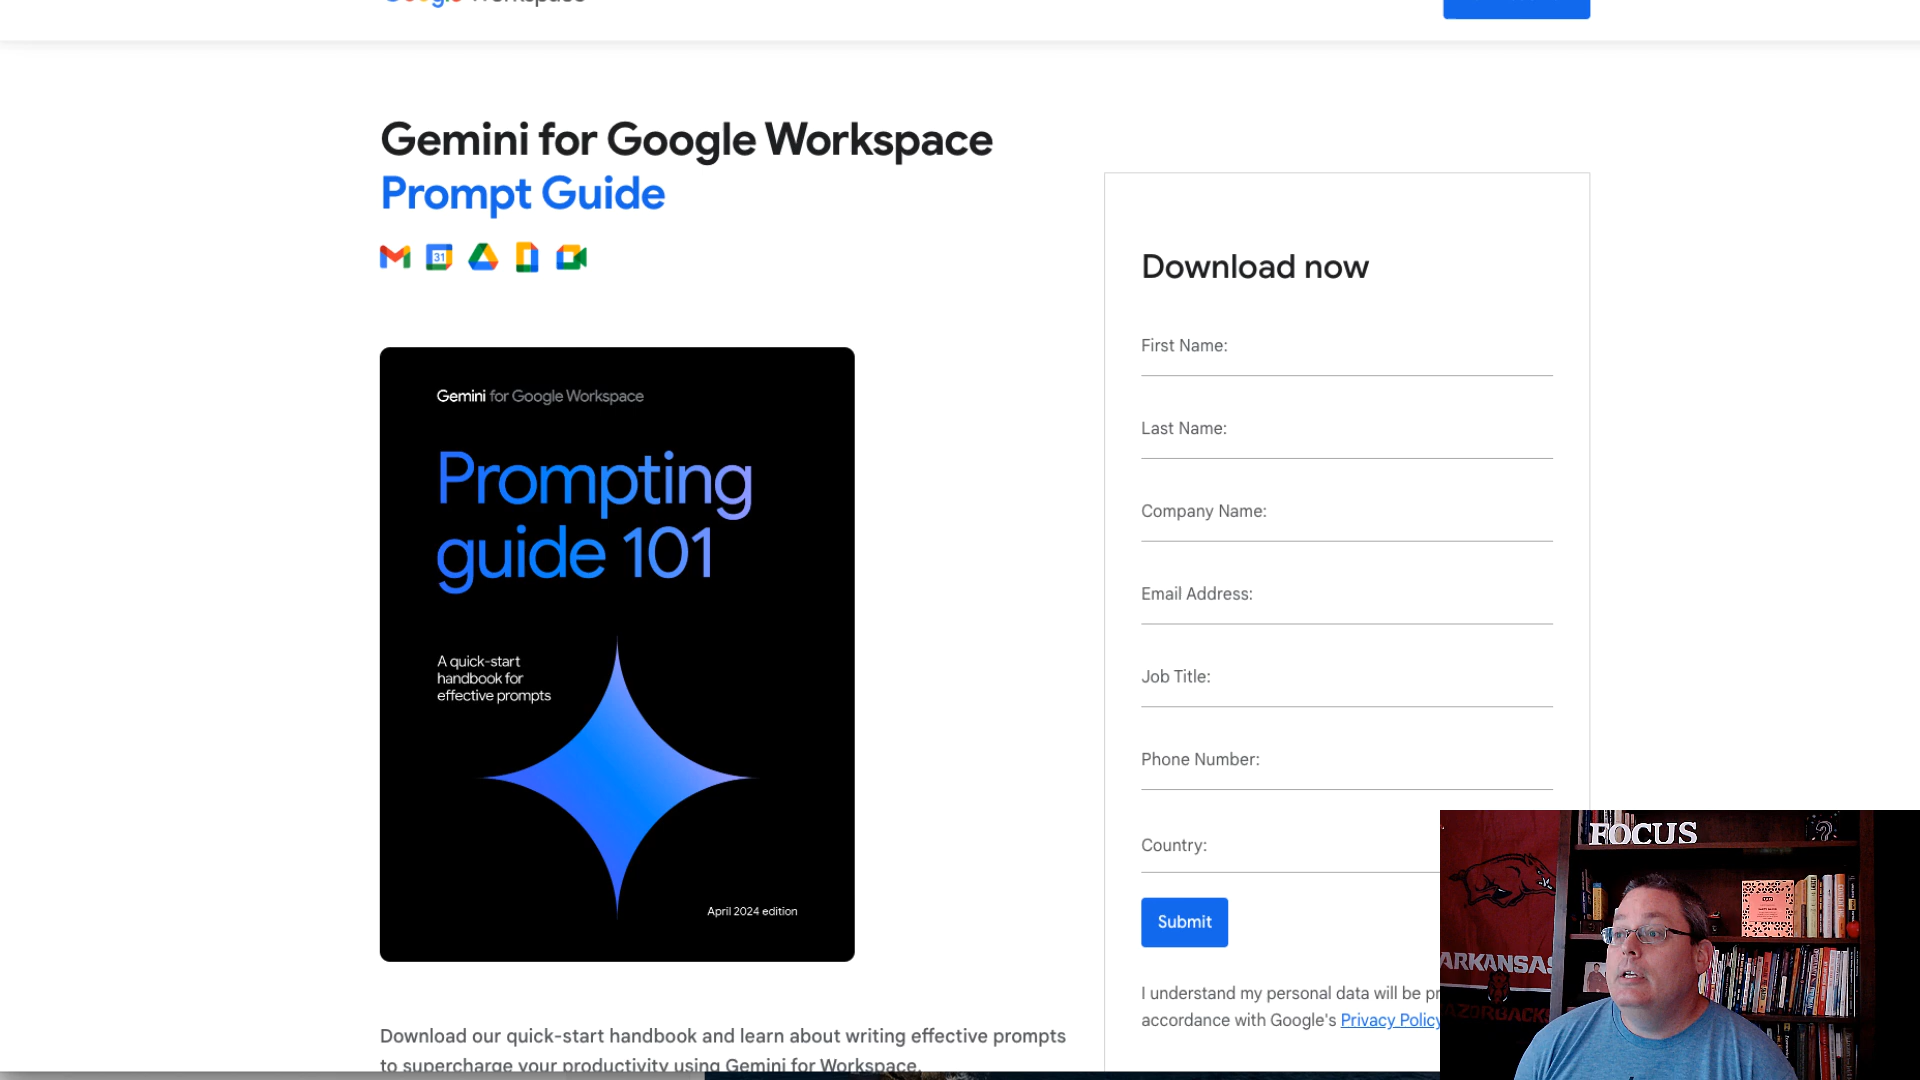 Gemini for Google Workspace
Prompt Guide
31
Gemini for Google Workspace
Prompting
guide 101
A quick-start
handbook for
effective prompts
April 2024 edition
Download our quick-start handbook and learn about writing effective prompts
to supercharge your productivity using Gemini for Workspace.
Download now
First Name:
Last Name:
Company Name:
Email Address:
Job Title:
Phone Number:
Country:
Submit
I understand my personal data will be
accordance with Google's Privacy Policy
FOCUS
ARKANSAS
RAZORBACKS